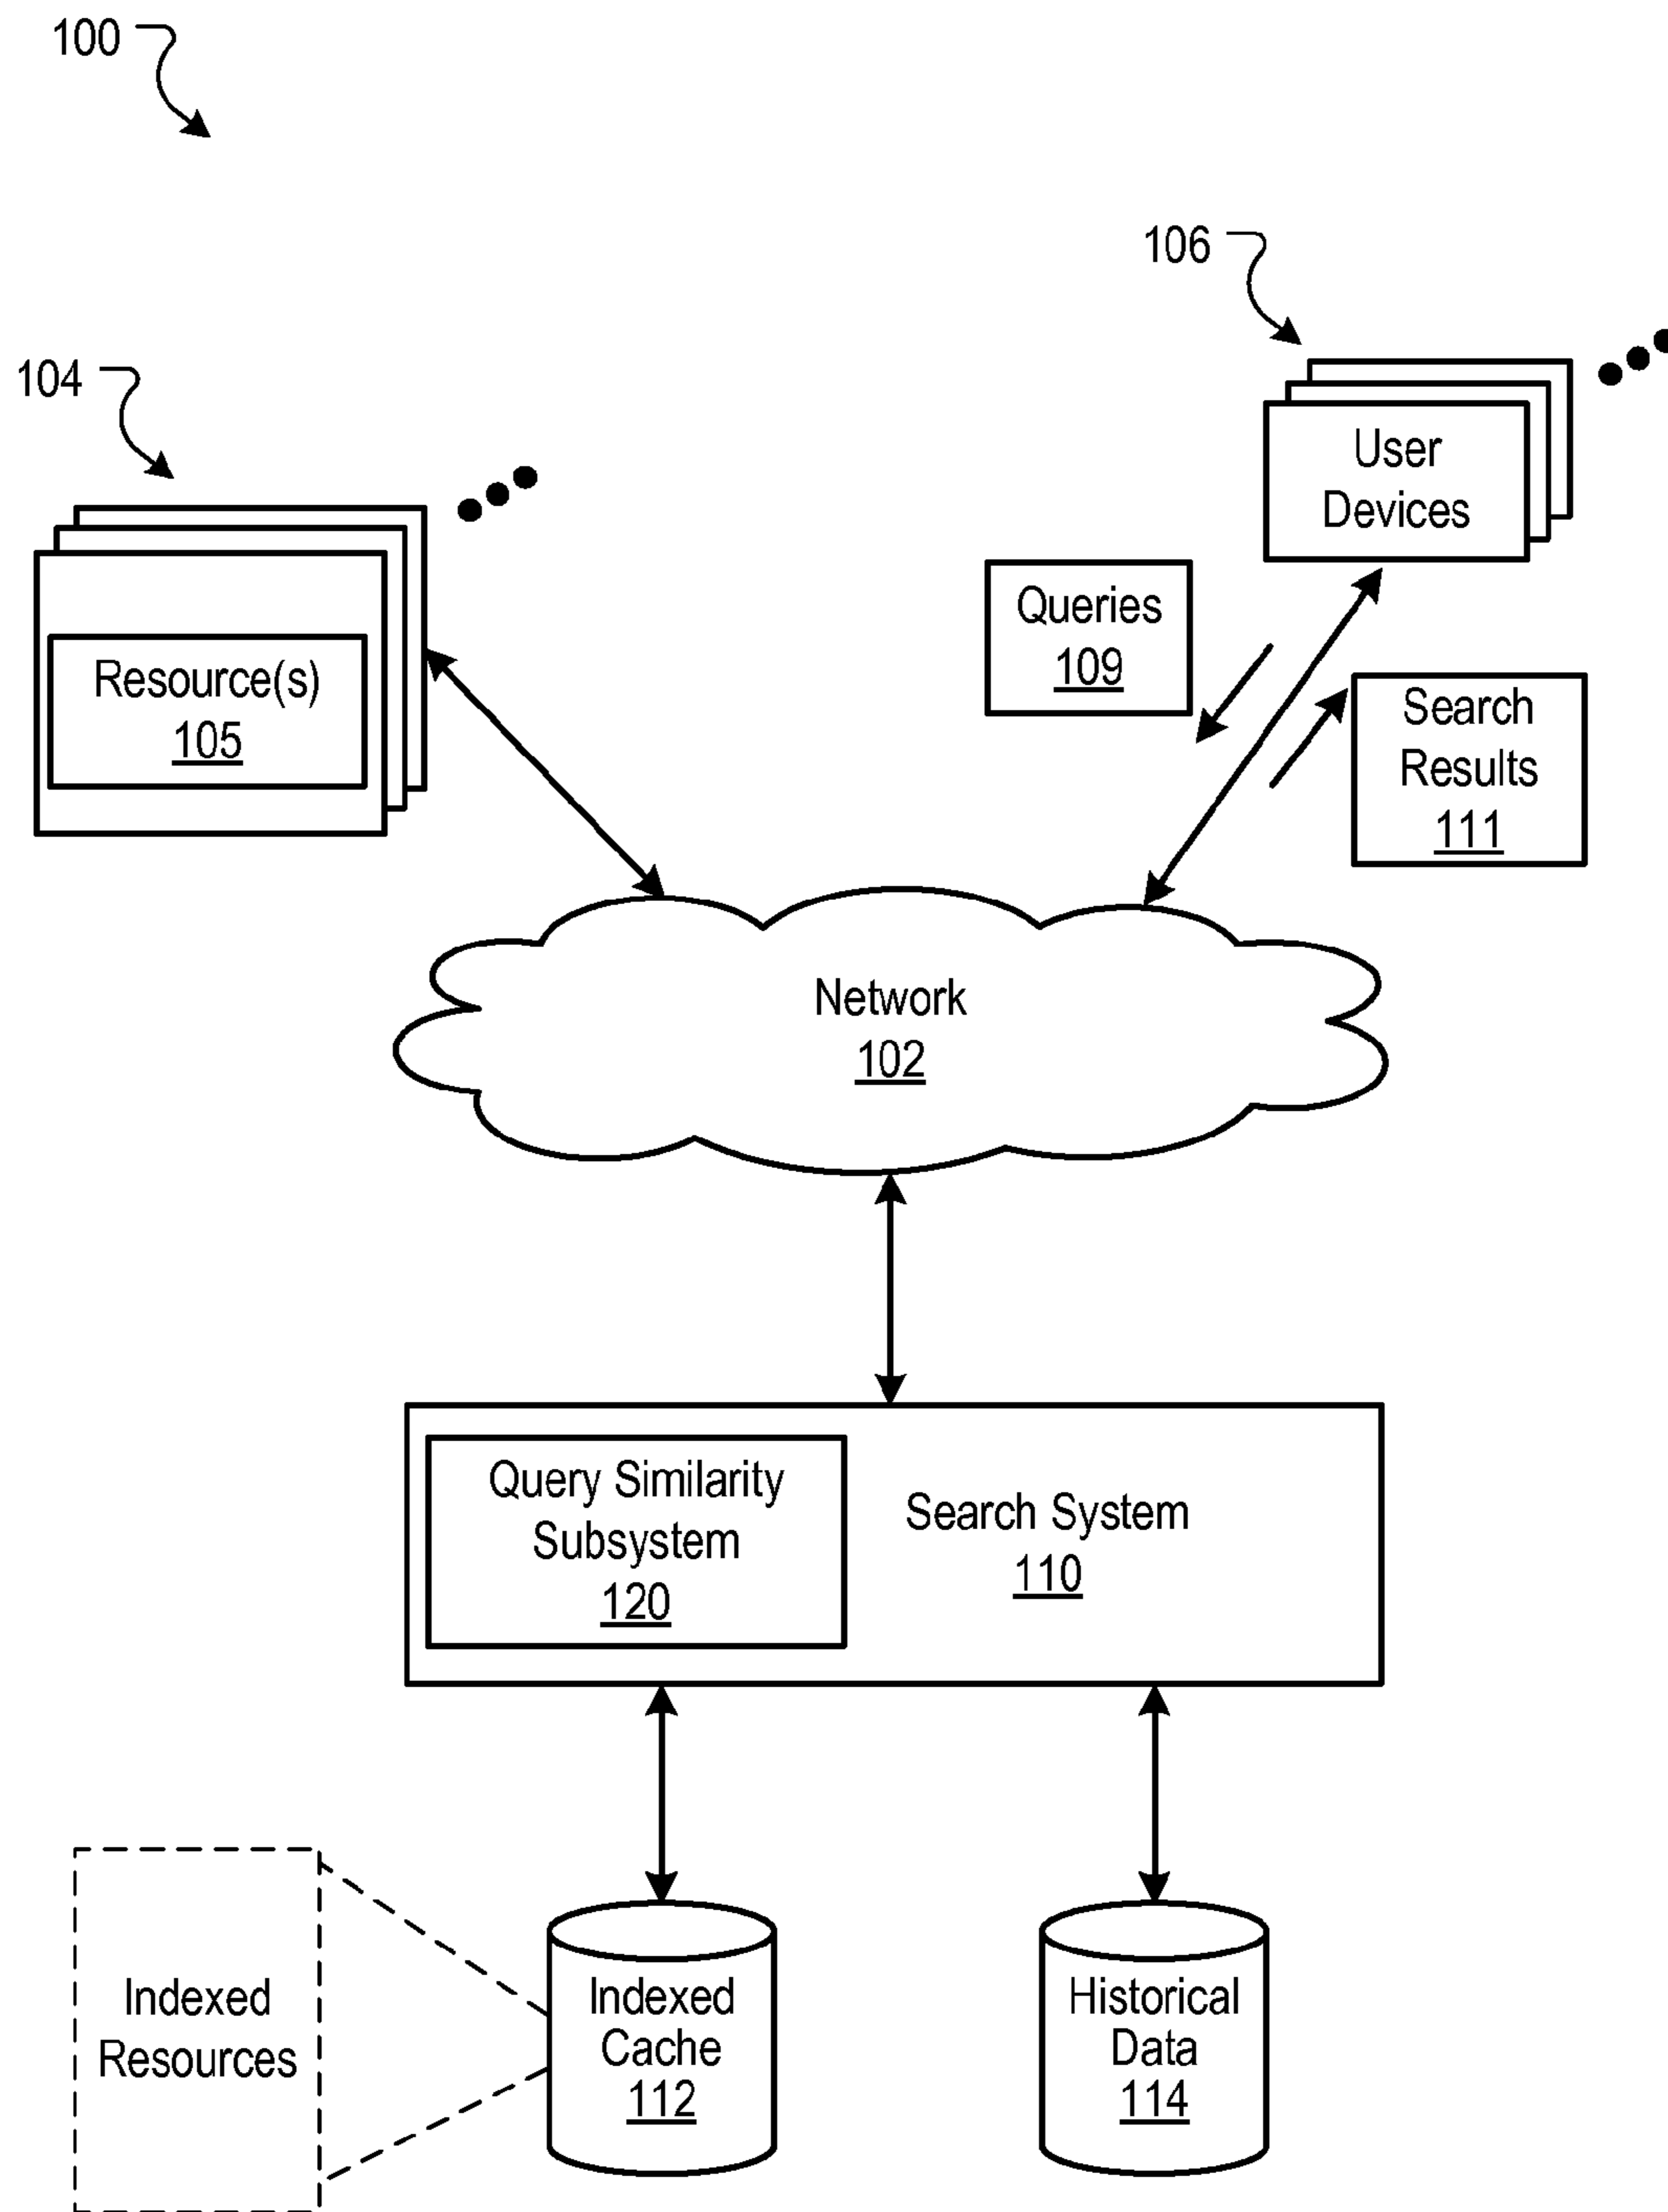 100
106
104
User
Devices
Queries
109
Resource(s)
105
Search
Results
111
Network
102
Query Similarity
Subsystem
120
Search System
110
Indexed
Resources
Indexed
Cache
112
Historical
Data
114